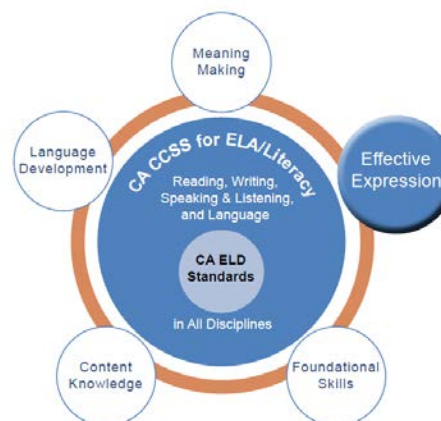 Meaning
Making
Language
Development
Effective
Expression
CA CCSS for ELA/Literacy
Reading, Writing,
Speaking & Listening,
and Language
CA ELD
Standards
in All Disciplines
Content
Knowledge
Foundational
Skills